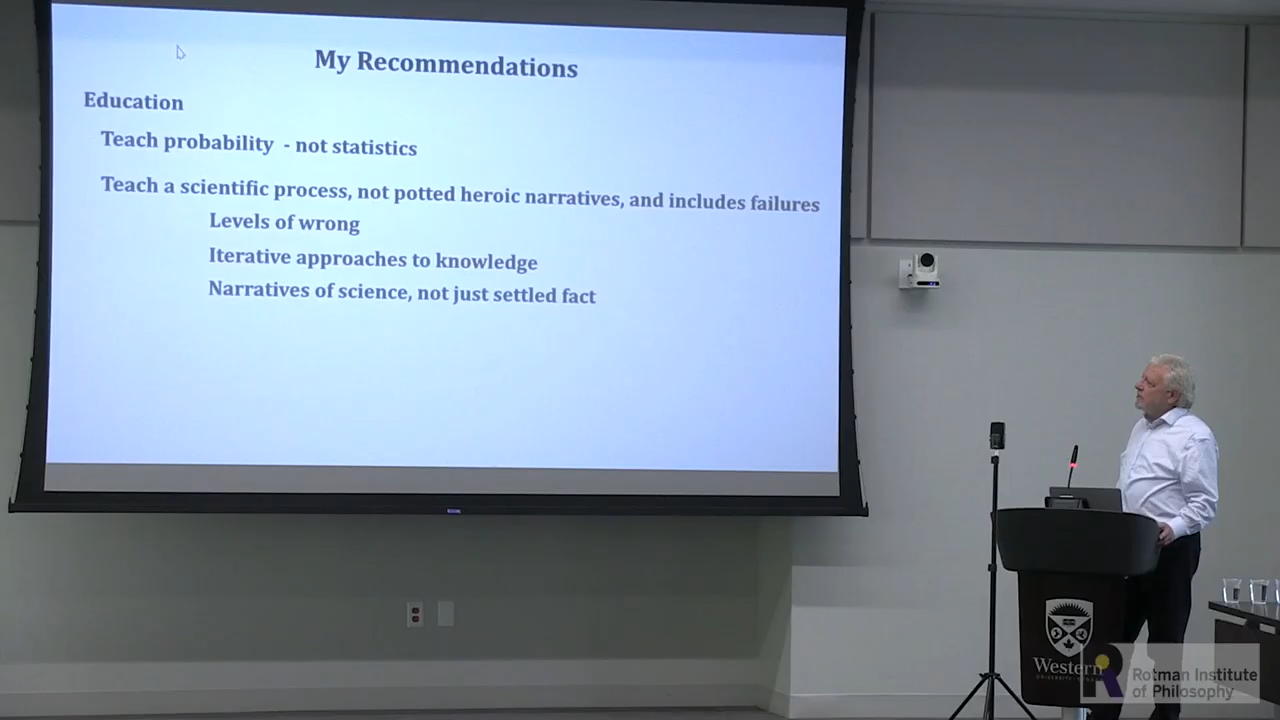 My Recommendations
Education
Teach probability - not statistics
Teach a scientific process, not potted heroic narratives, and includes failures
Levels of wrong
Iterative approaches to knowledge
Narratives of science, not just settled fact
Western
Rotman Institute
of Philosophy